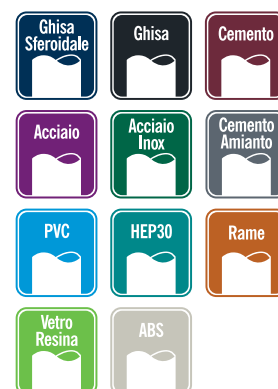 Ghisa
Sferoidale
Ghisa
Cemento
Acciaio
Acciaio
Inox
Cemento
Amianto
PVC
HEP30
Rame
Vetro
Resina
ABS